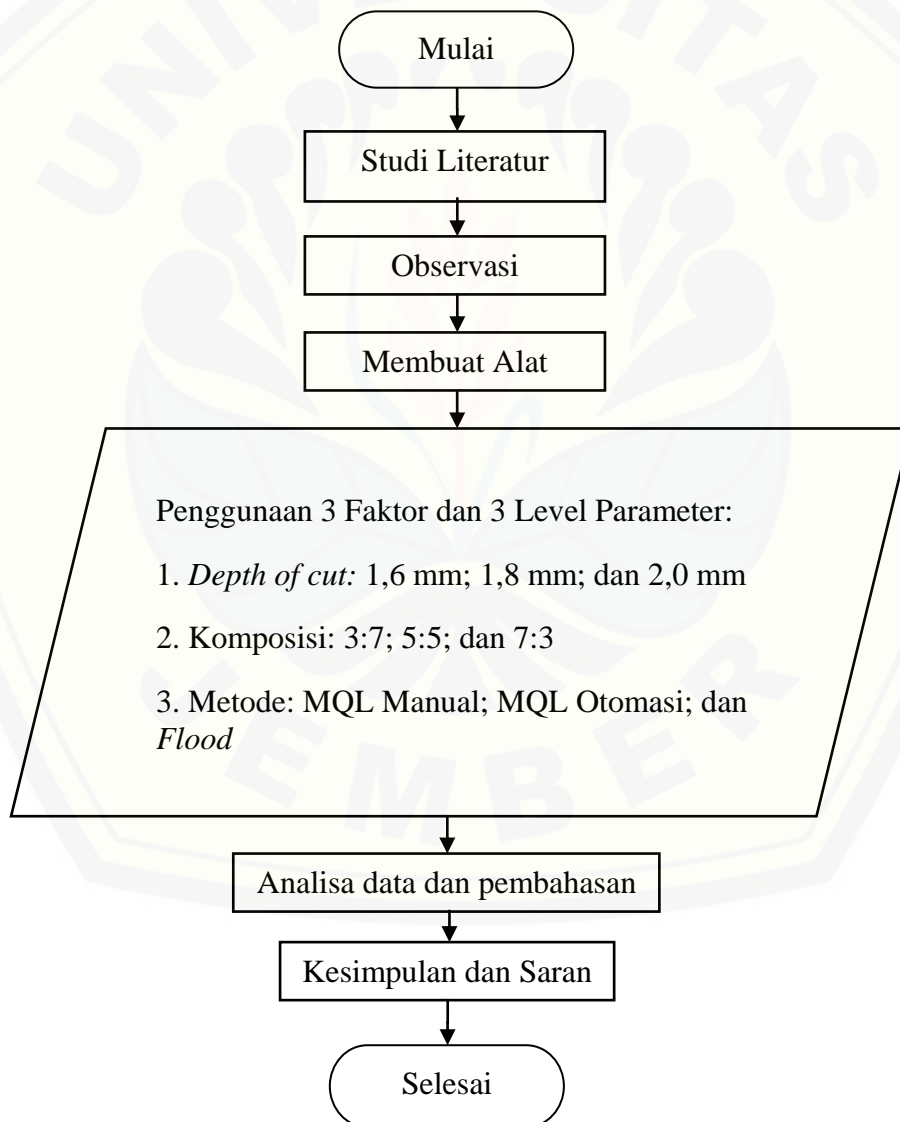 UNIVERSITAS
Mulai
Studi Literatur
Observasi
Membuat Alat
Penggunaan 3 Faktor dan 3 Level Parameter:
1. Depth of cut: 1,6 mm; 1,8 mm; dan 2,0 mm
2. Komposisi: 3:7; 5:5; dan 7:3
3. Metode: MQL Manual; MQL Otomasi; dan
Flood
JEMBER
Analisa data dan pembahasan
Kesimpulan dan Saran
Selesai